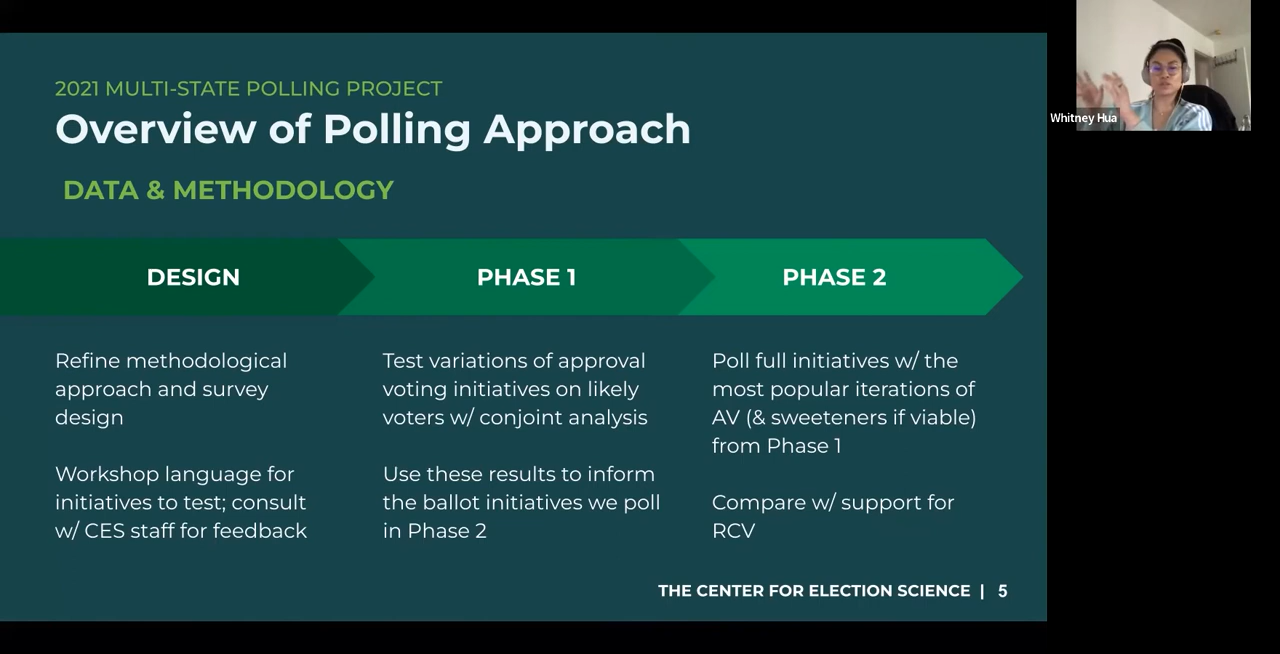 2021 MULTI-STATE POLLING PROJECT
Overview of Polling Approach
DATA & METHODOLOGY
DESIGN
PHASE 1
PHASE 2
Refine methodological
approach and survey
design
Workshop language for
initiatives to test; consult
w/ CES staff for feedback
Test variations of approval
voting initiatives on likely
voters w/ conjoint analysis
Use these results to inform
the ballot initiatives we poll
in Phase 2
Poll full initiatives w/ the
most popular iterations of
AV (& sweeteners if viable)
from Phase 1
Compare w/ support for
RCV
THE CENTER FOR ELECTION SCIENCE | 5
Whitney Hua